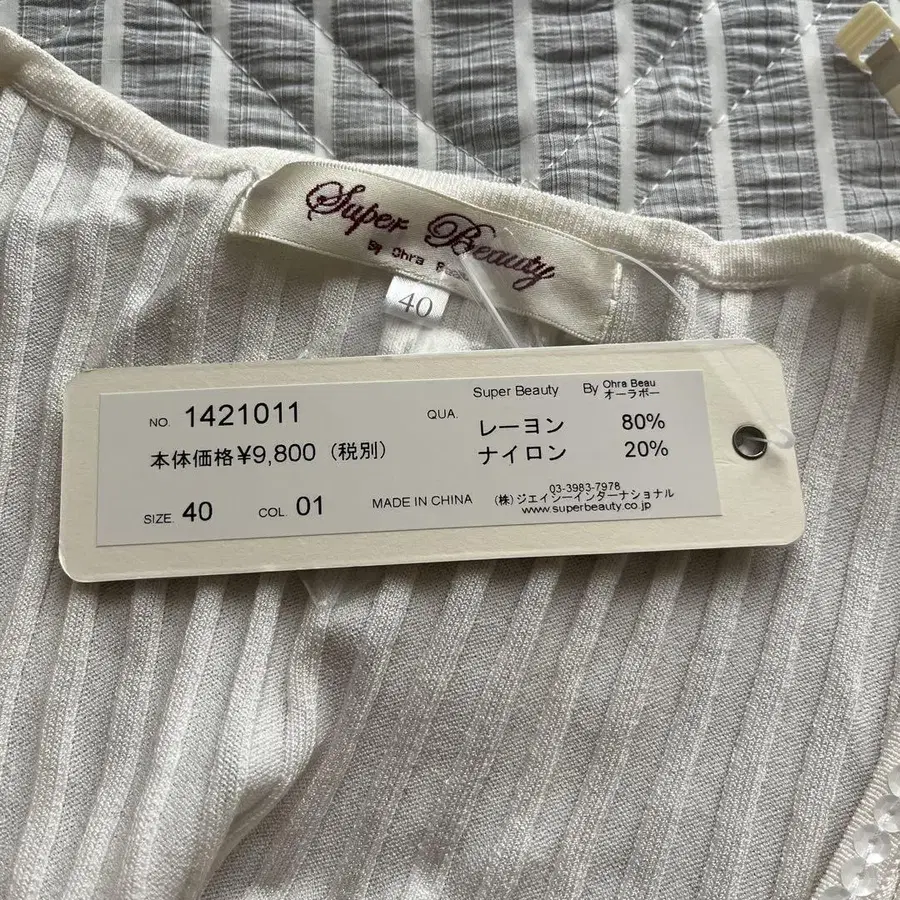 Super Beauty
By Ohra
40
NO. 1421011
本体価格¥9,800（税別）
SIZE. 40 COL. 01 MADE IN CHINA
Super Beauty By Ohra Beau オーラボー
QUA. レーヨン 80%
ナイロン 20%
03-3983-7978
（株）ジェイシーインターナショナル
www.superbeauty.co.jp